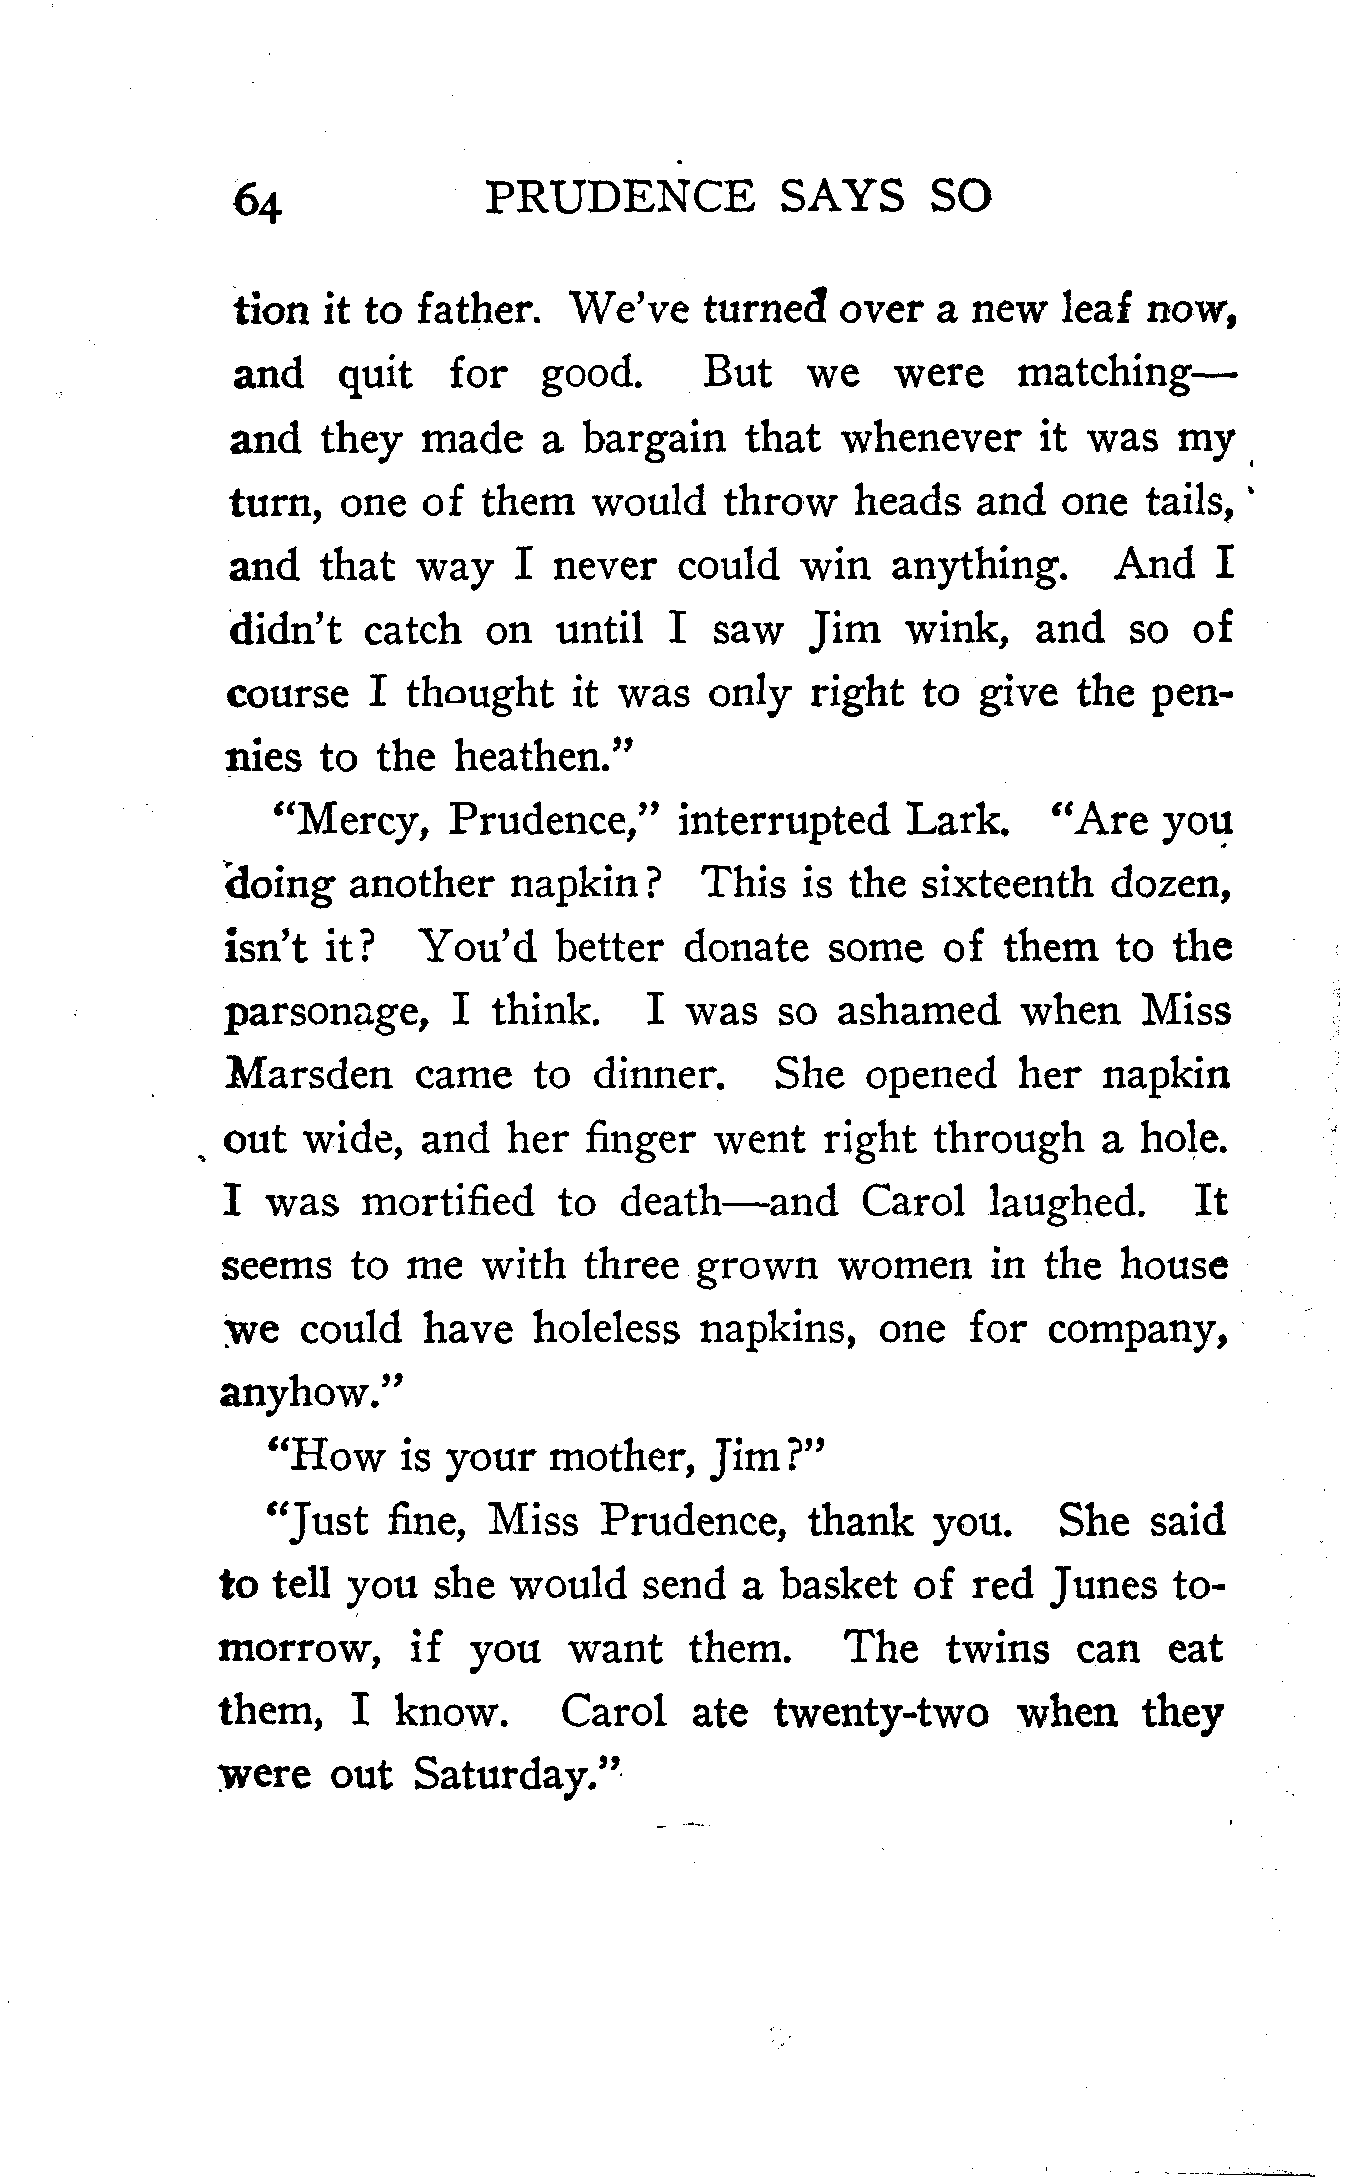 64 PRUDENCE SAYS SO
tion it to father. We've turned over a new leaf now,
and quit for good. But we were matching—
and they made a bargain that whenever it was my
turn, one of them would throw heads and one tails,
and that way I never could win anything. And I
didn't catch on until I saw Jim wink, and so of
course I thought it was only right to give the pen-
nies to the heathen."
"Mercy, Prudence," interrupted Lark. "Are you
doing another napkin? This is the sixteenth dozen,
isn't it? You'd better donate some of them to the
parsonage, I think. I was so ashamed when Miss
Marsden came to dinner. She opened her napkin
out wide, and her finger went right through a hole.
I was mortified to death—and Carol laughed. It
seems to me with three grown women in the house
we could have holeless napkins, one for company,
anyhow."
"How is your mother, Jim?"
"Just fine, Miss Prudence, thank you. She said
to tell you she would send a basket of red Junes to-
morrow, if you want them. The twins can eat
them, I know. Carol ate twenty-two when they
were out Saturday."